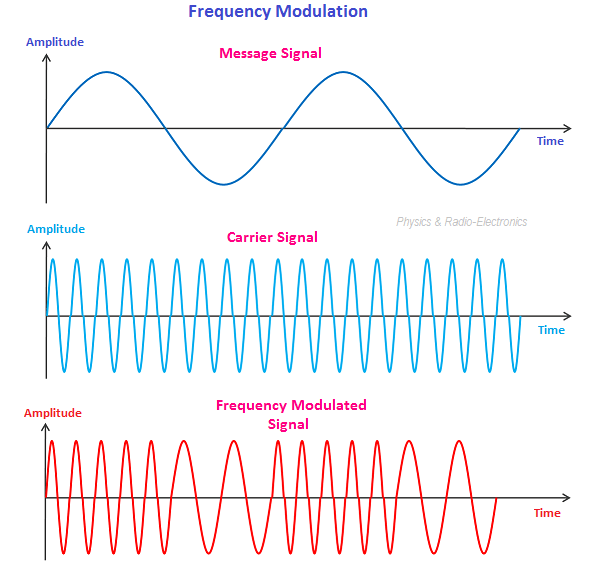 Frequency Modulation
Amplitude
Message Signal
Time
Physics & Radio-Electronics
Amplitude
Carrier Signal
Time
Frequency Modulated
Amplitude
Signal
Time